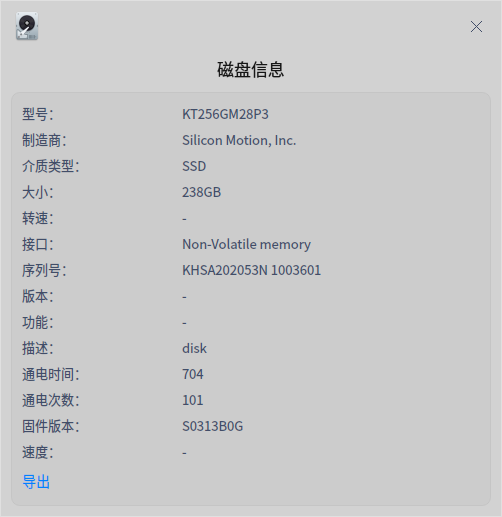 磁盘信息
型号： KT256GM28P3
制造商： Silicon Motion, Inc.
介质类型： SSD
大小： 238GB
转速： -
接口： Non-Volatile memory
序列号： KHSA202053N 1003601
版本： -
功能： -
描述： disk
通电时间： 704
通电次数： 101
固件版本： S0313B0G
速度： -
导出